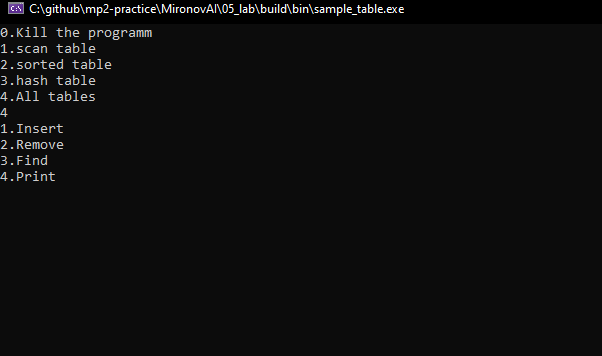 C:\github\mp2-practice\MironovAI\05_lab\build\bin\sample_table.exe
0.Kill the programm
1.scan table
2.sorted table
3.hash table
4.All tables
4
1.Insert
2.Remove
3.Find
4.Print